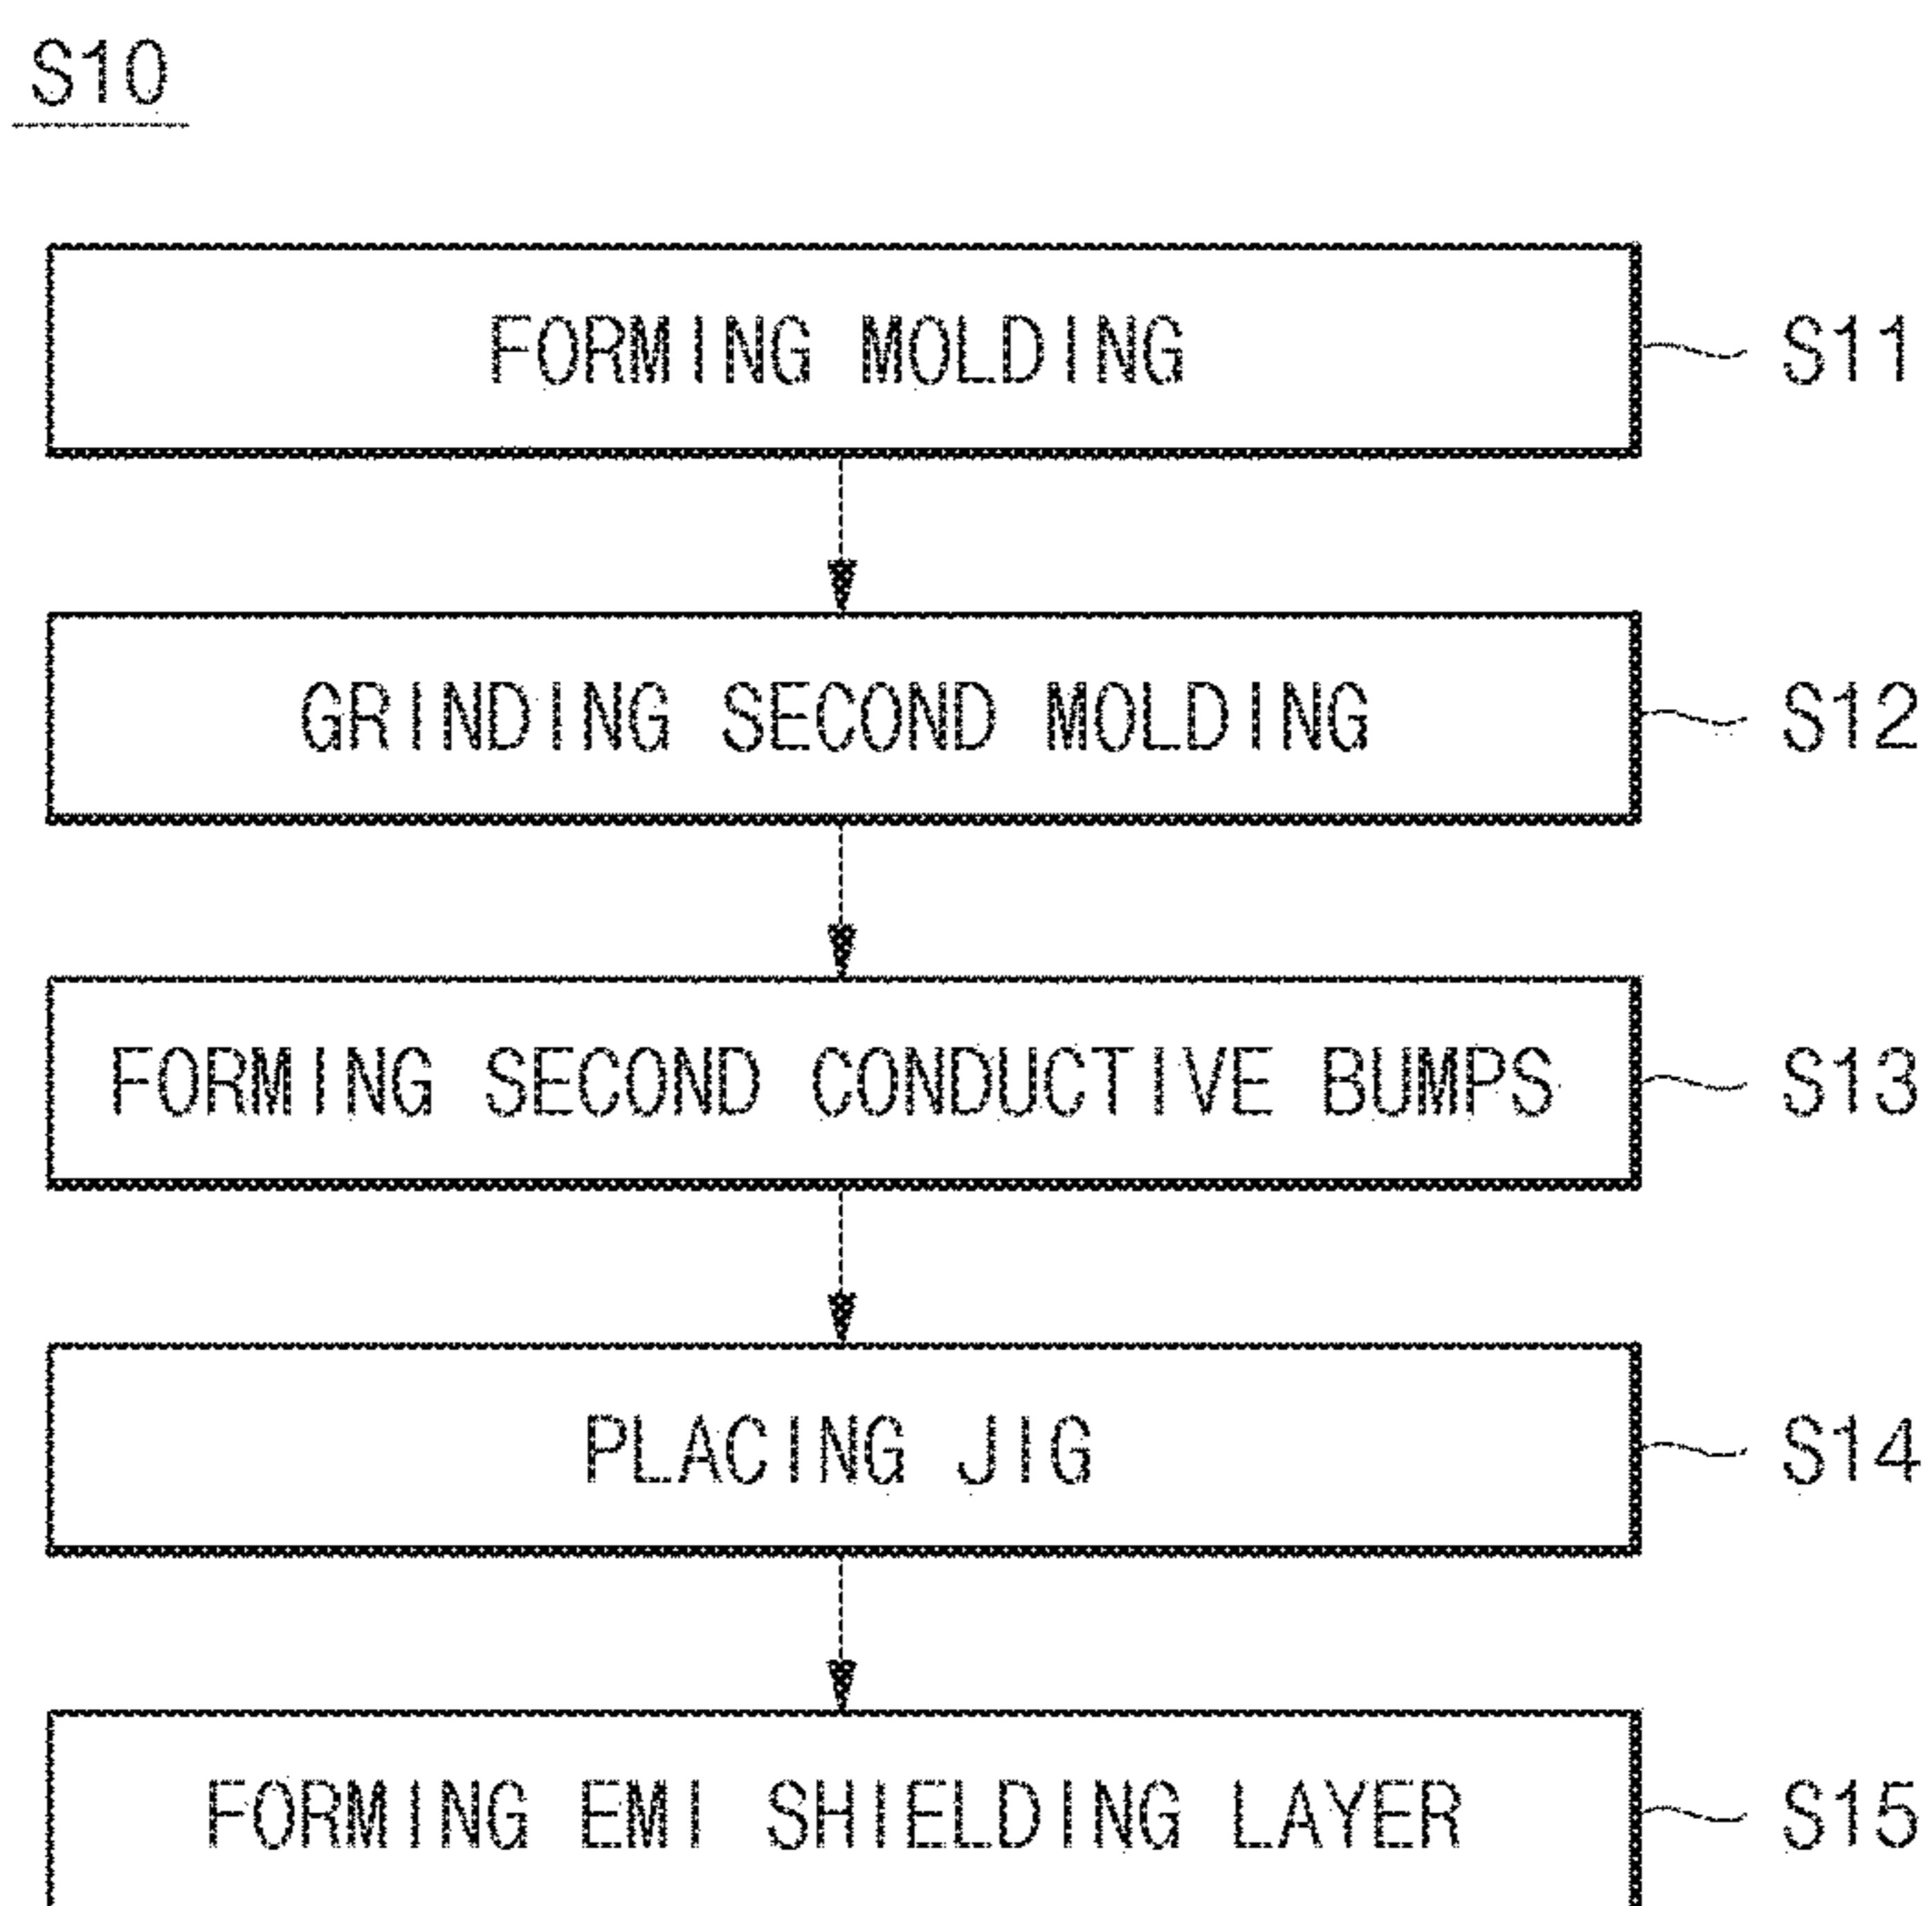 S10
FORMING MOLDING S11
GRINDING SECOND MOLDING S12
FORMING SECOND CONDUCTIVE BUMPS S13
PLACING JIG S14
FORMING EMI SHIELDING LAYER S15